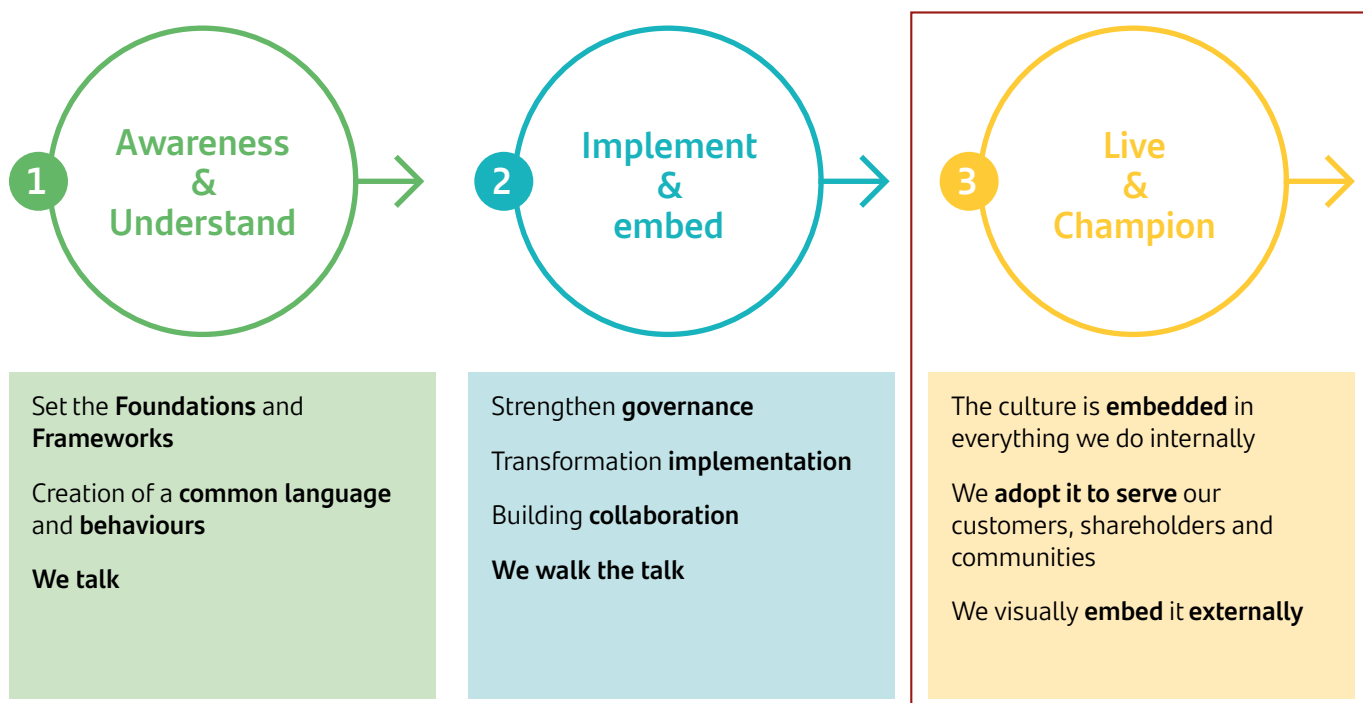 1
Awareness
&
Understand
Set the Foundations and
Frameworks
Creation of a common language
and behaviours
We talk
2
Implement
&
embed
Strengthen governance
Transformation implementation
Building collaboration
We walk the talk
3
Live
&
Champion
The culture is embedded in
everything we do internally
We adopt it to serve our
customers, shareholders and
communities
We visually embed it externally